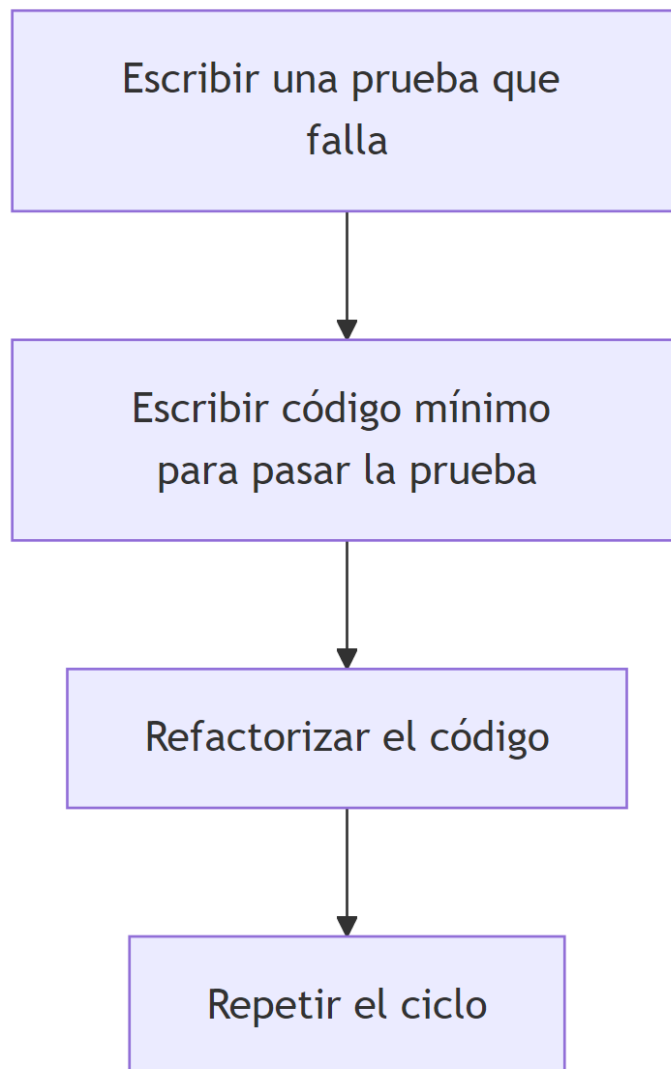 Escribir una prueba que
falla
Escribir código mínimo
para pasar la prueba
Refactorizar el código
Repetir el ciclo